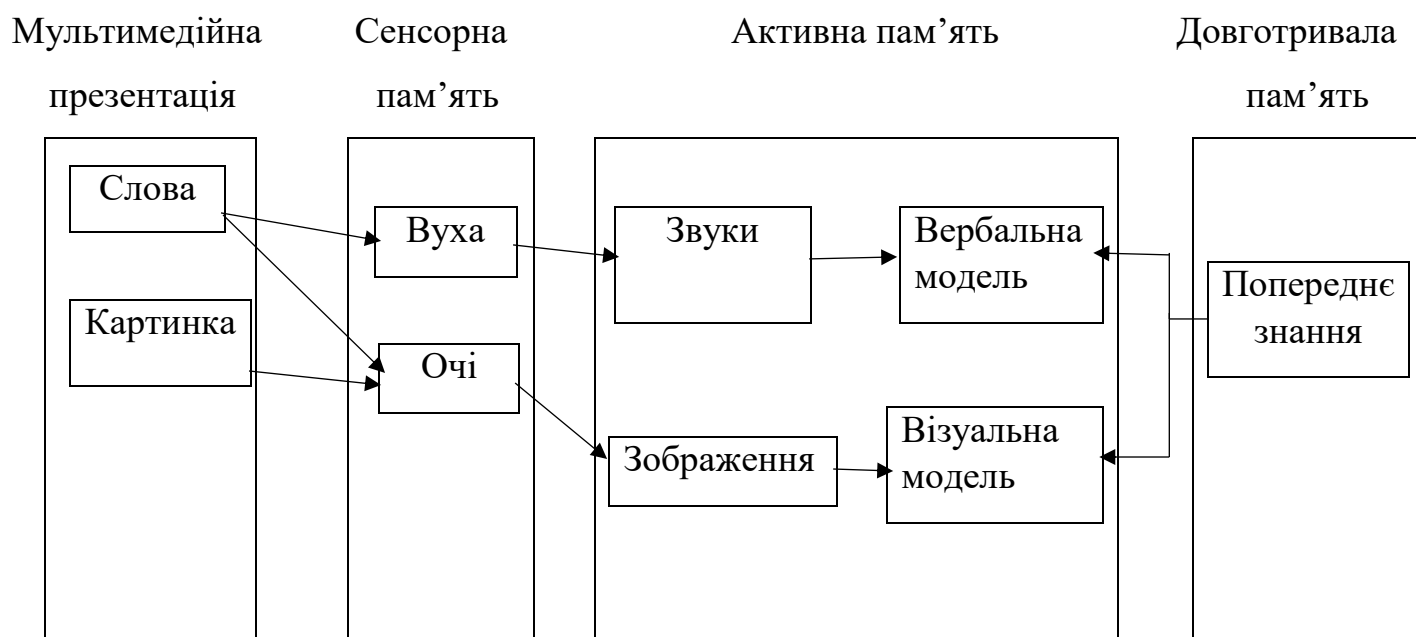 Мультимедійна
презентація
Сенсорна
пам’ять
Активна пам’ять
Довготривала
пам’ять
Слова
Картинка
Вуха
Очі
Звуки
Зображення
Вербальна
модель
Візуальна
модель
Попереднє
знання